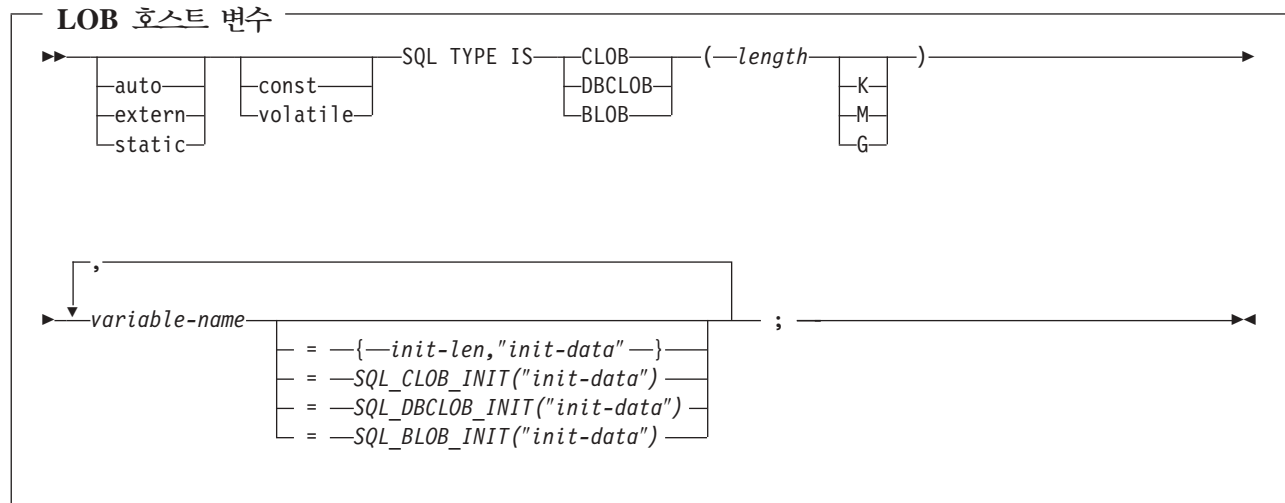 LOB 호스트 변수
SQL TYPE IS CLOB ( length )
auto const DBCLOB K
extern volatile BLOB M
static G
,
variable-name ;
= { init-len,"init-data" }
= SQL_CLOB_INIT("init-data")
= SQL_DBCLOB_INIT("init-data")
= SQL_BLOB_INIT("init-data")